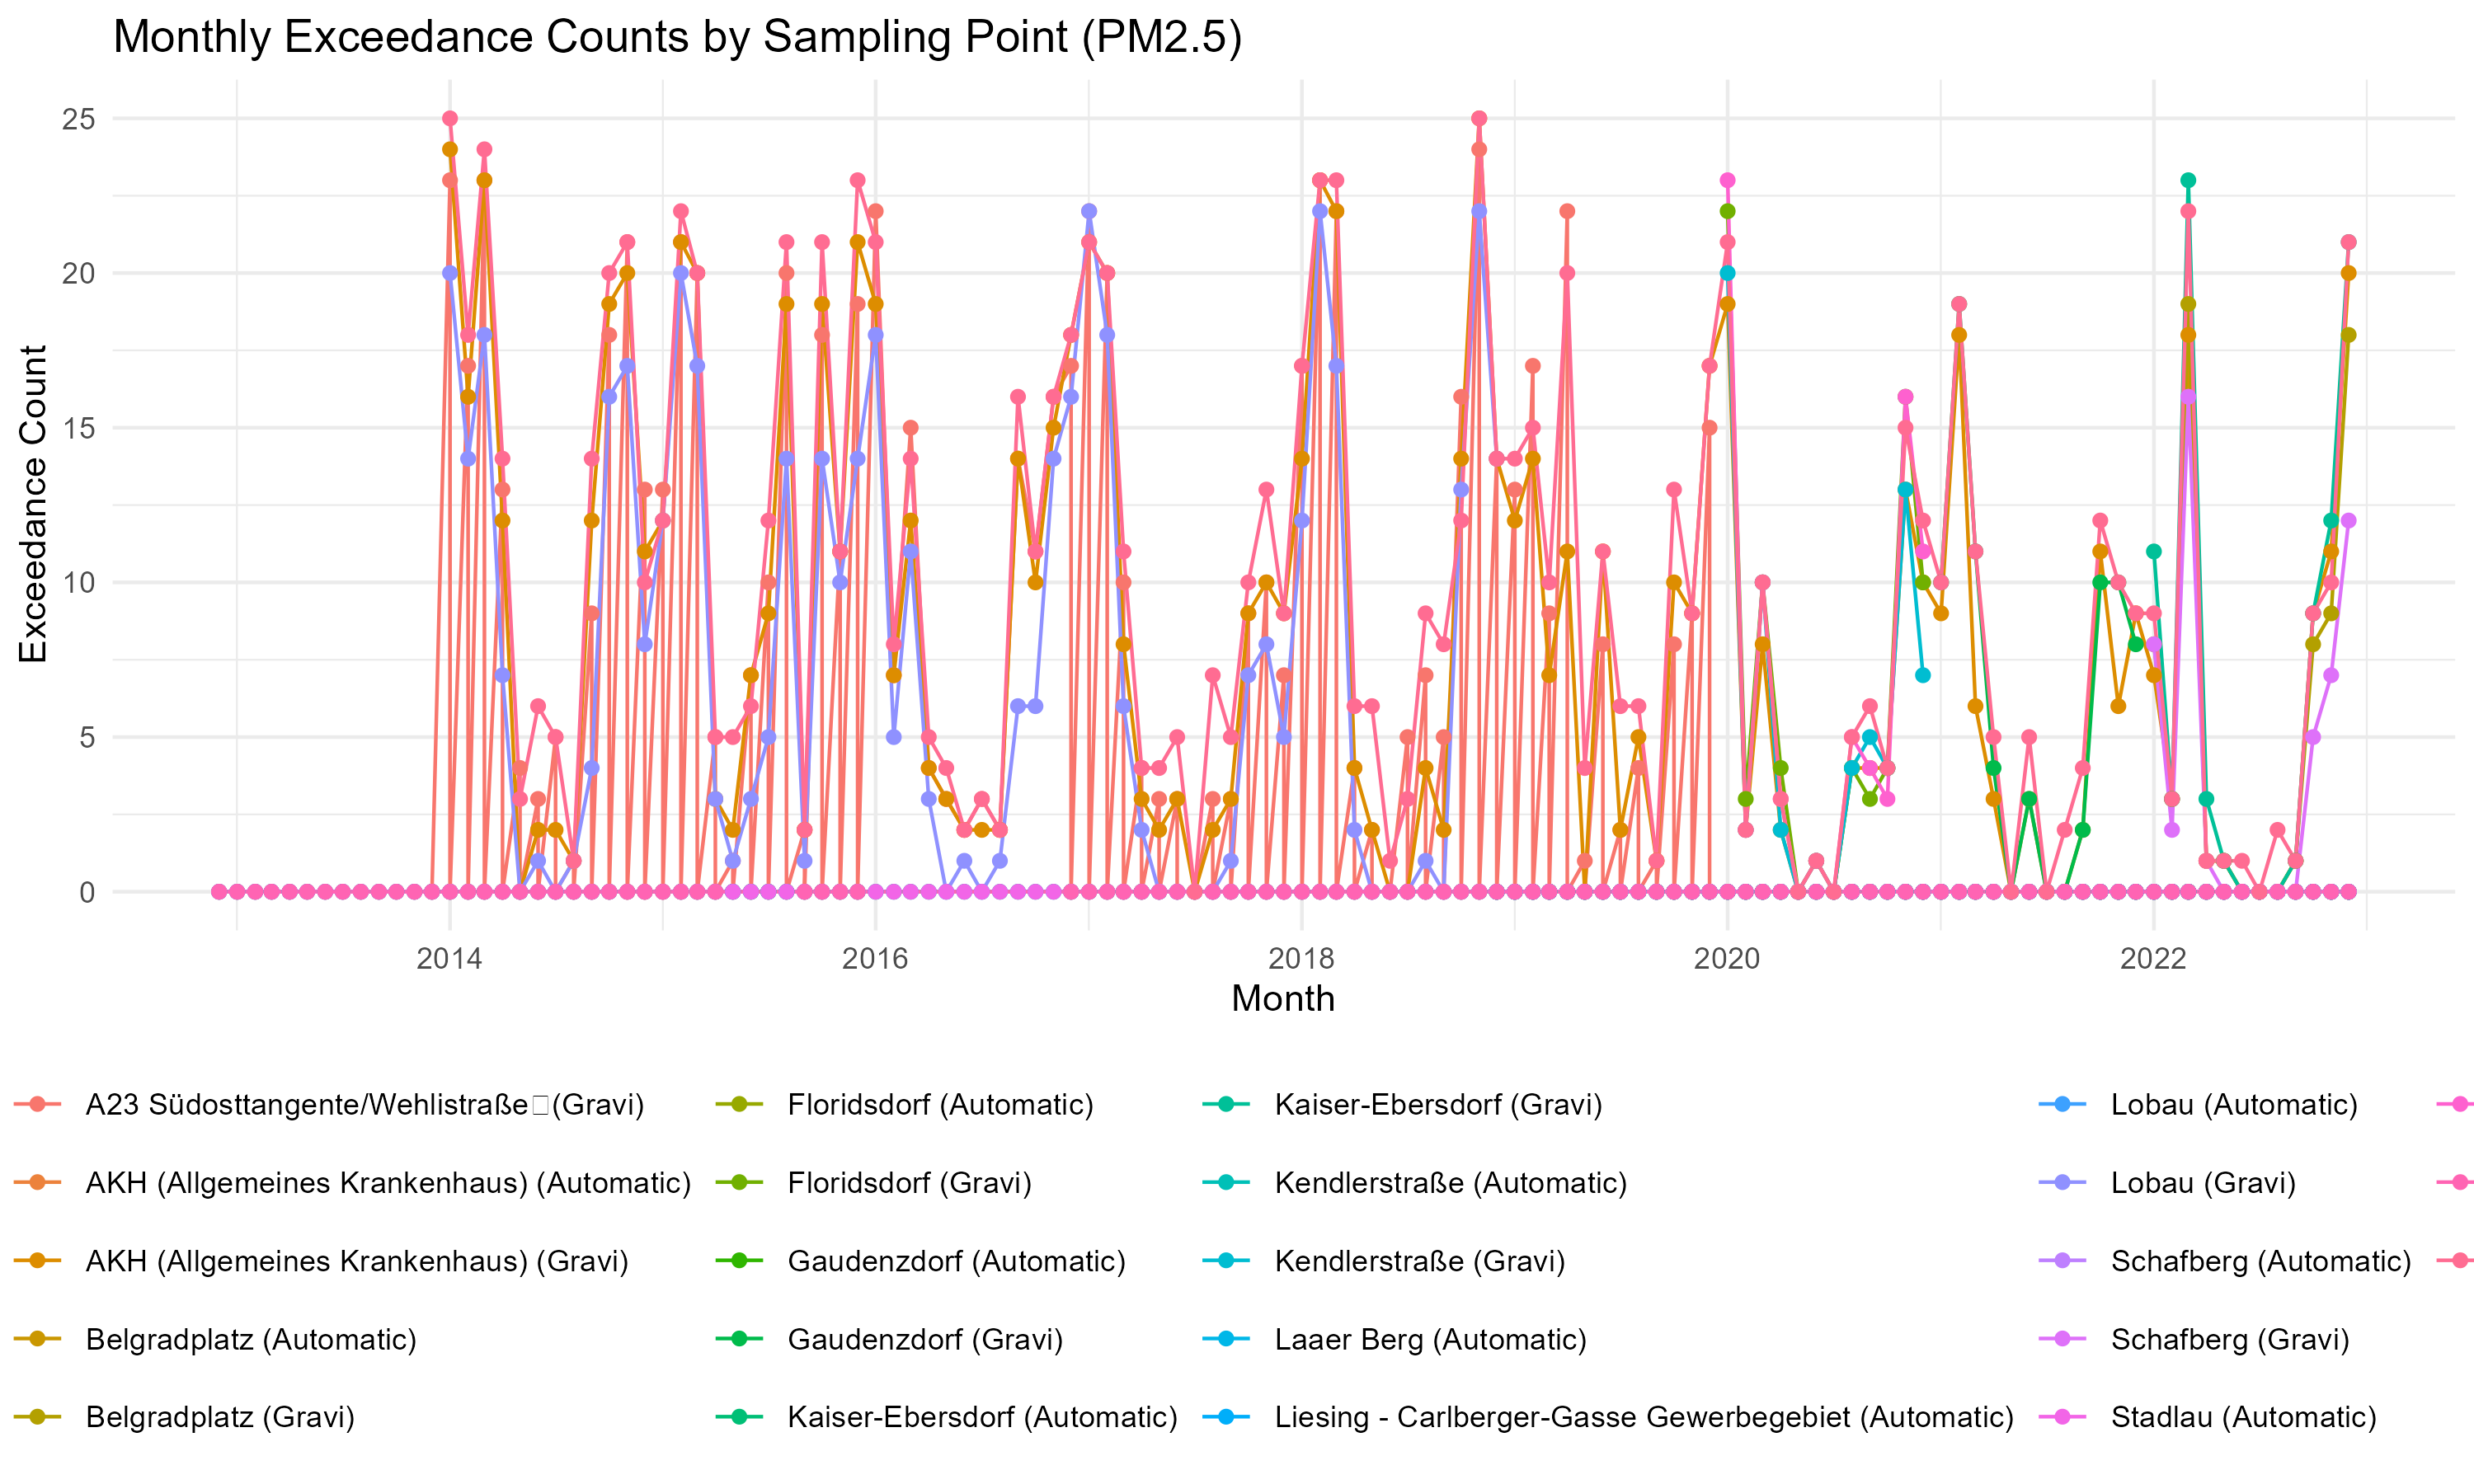 Monthly Exceedance Counts by Sampling Point (PM2.5)
25
20
15
10
5
0
Exceedance Count
2014 2016 2018 2020 2022
Month
A23 Südosttangente/Wehlistraße□(Gravi) Floridsdorf (Automatic) Kaiser-Ebersdorf (Gravi) Lobau (Automatic)
AKH (Allgemeines Krankenhaus) (Automatic) Floridsdorf (Gravi) Kendlerstraße (Automatic) Lobau (Gravi)
AKH (Allgemeines Krankenhaus) (Gravi) Gaudenzdorf (Automatic) Kendlerstraße (Gravi) Schafberg (Automatic)
Belgradplatz (Automatic) Gaudenzdorf (Gravi) Laaer Berg (Automatic) Schafberg (Gravi)
Belgradplatz (Gravi) Kaiser-Ebersdorf (Automatic) Liesing - Carlberger-Gasse Gewerbegebiet (Automatic) Stadlau (Automatic)